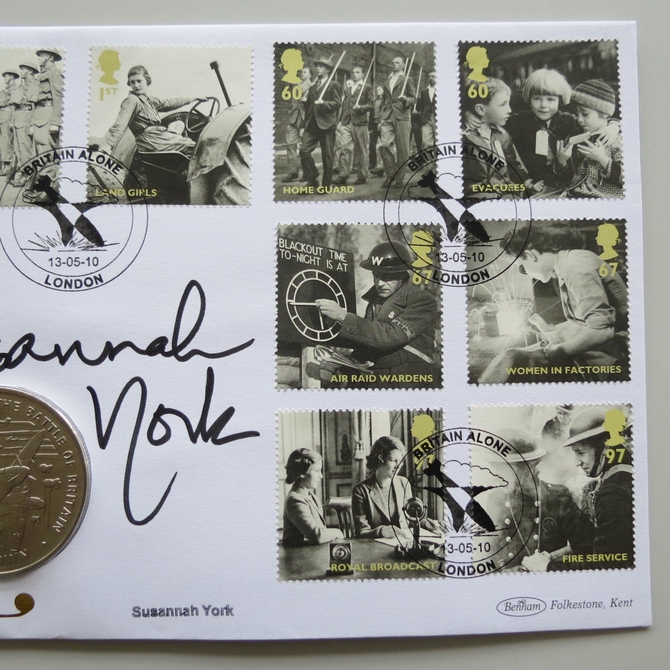 1ST
LAND GIRLS
60
HOME GUARD
60
EVACUEES
BRITAIN ALONE
13-05-10
LONDON
BRITAIN ALONE
13-05-10
LONDON
BLACKOUT TIME
TO-NIGHT IS AT
W
67
AIR RAID WARDENS
67
WOMEN IN FACTORIES
Susannah
York
THE BATTLE OF BRITAIN
ROYAL BROADCAST
97
FIRE SERVICE
BRITAIN ALONE
13-05-10
LONDON
Susannah York
Benham Folkestone, Kent